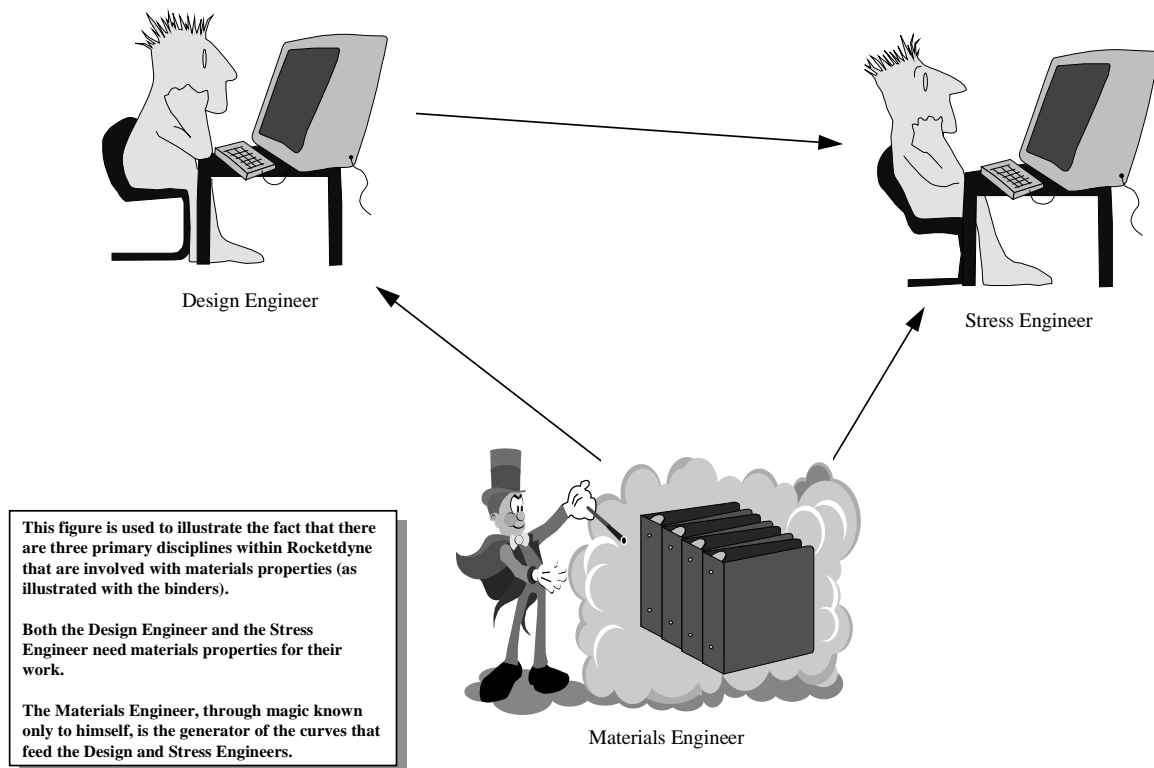 Design Engineer
Stress Engineer
This figure is used to illustrate the fact that there
are three primary disciplines within Rocketdyne
that are involved with materials properties (as
illustrated with the binders).
Both the Design Engineer and the Stress
Engineer need materials properties for their
work.
The Materials Engineer, through magic known
only to himself, is the generator of the curves that
feed the Design and Stress Engineers.
Materials Engineer